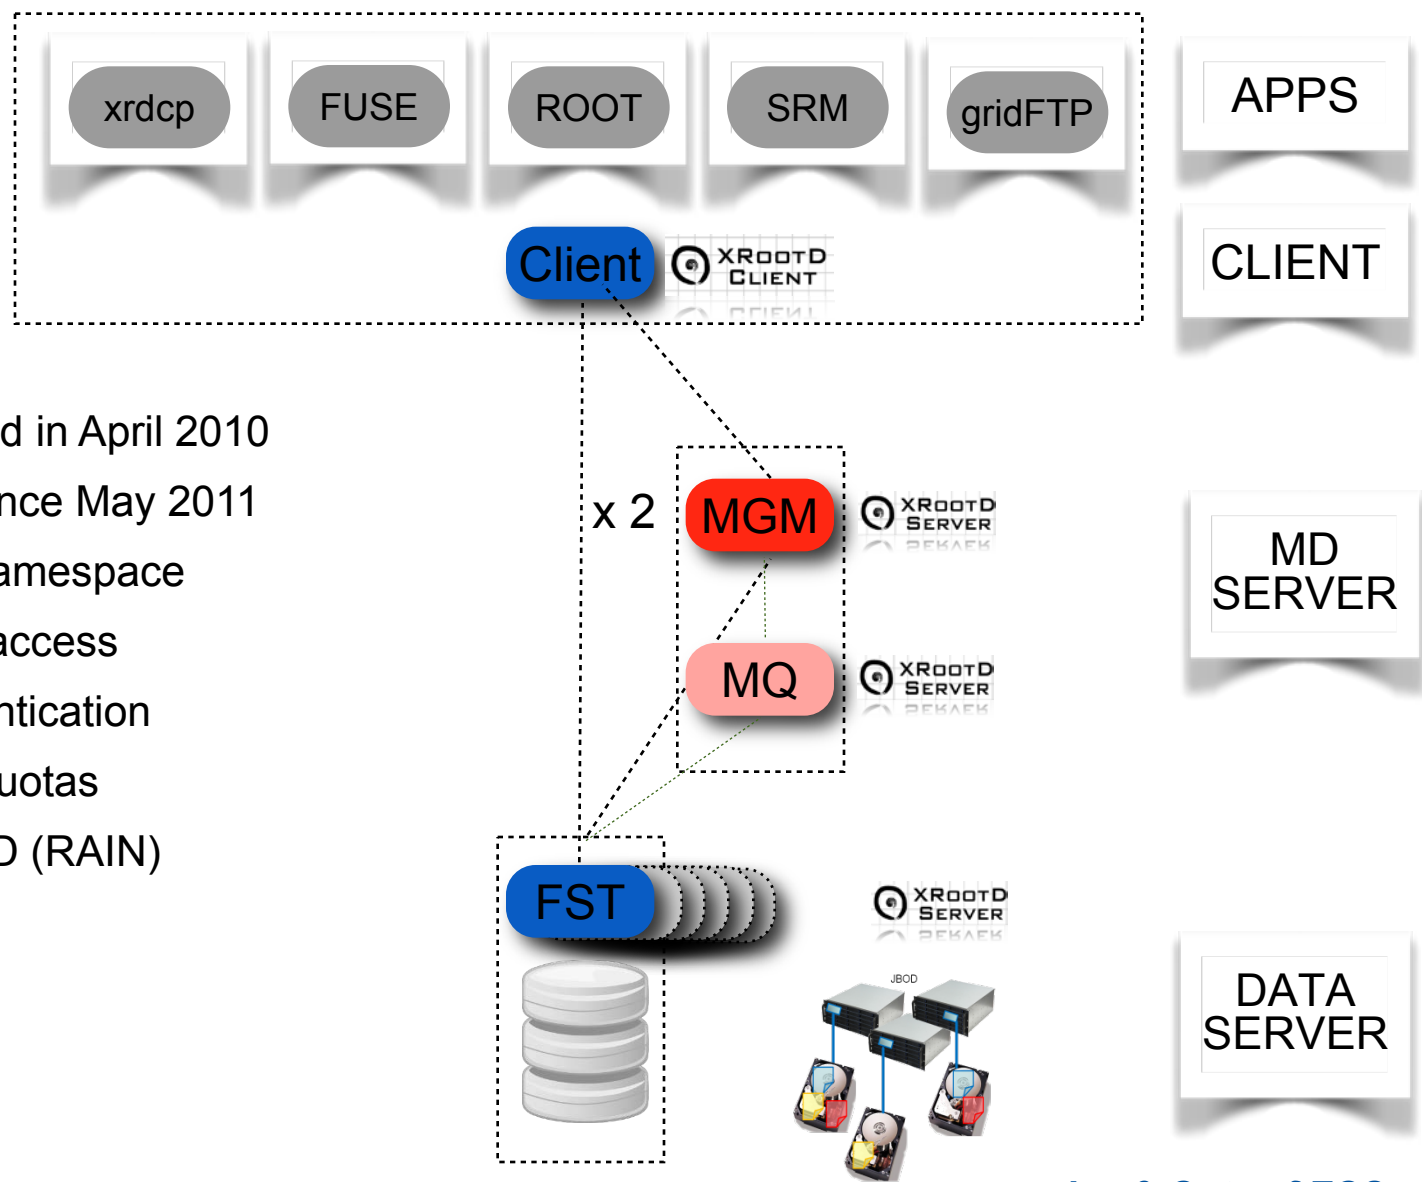 xrdcp
FUSE
ROOT
SRM
gridFTP
APPS
Client
XROOTD
CLIENT
CLIENT
d in April 2010
nce May 2011
amespace
access
ntication
uotas
D (RAIN)
x 2
MGM
XROOTD
SERVER
MD
SERVER
MQ
XROOTD
SERVER
FST
XROOTD
SERVER
JBOD
DATA
SERVER